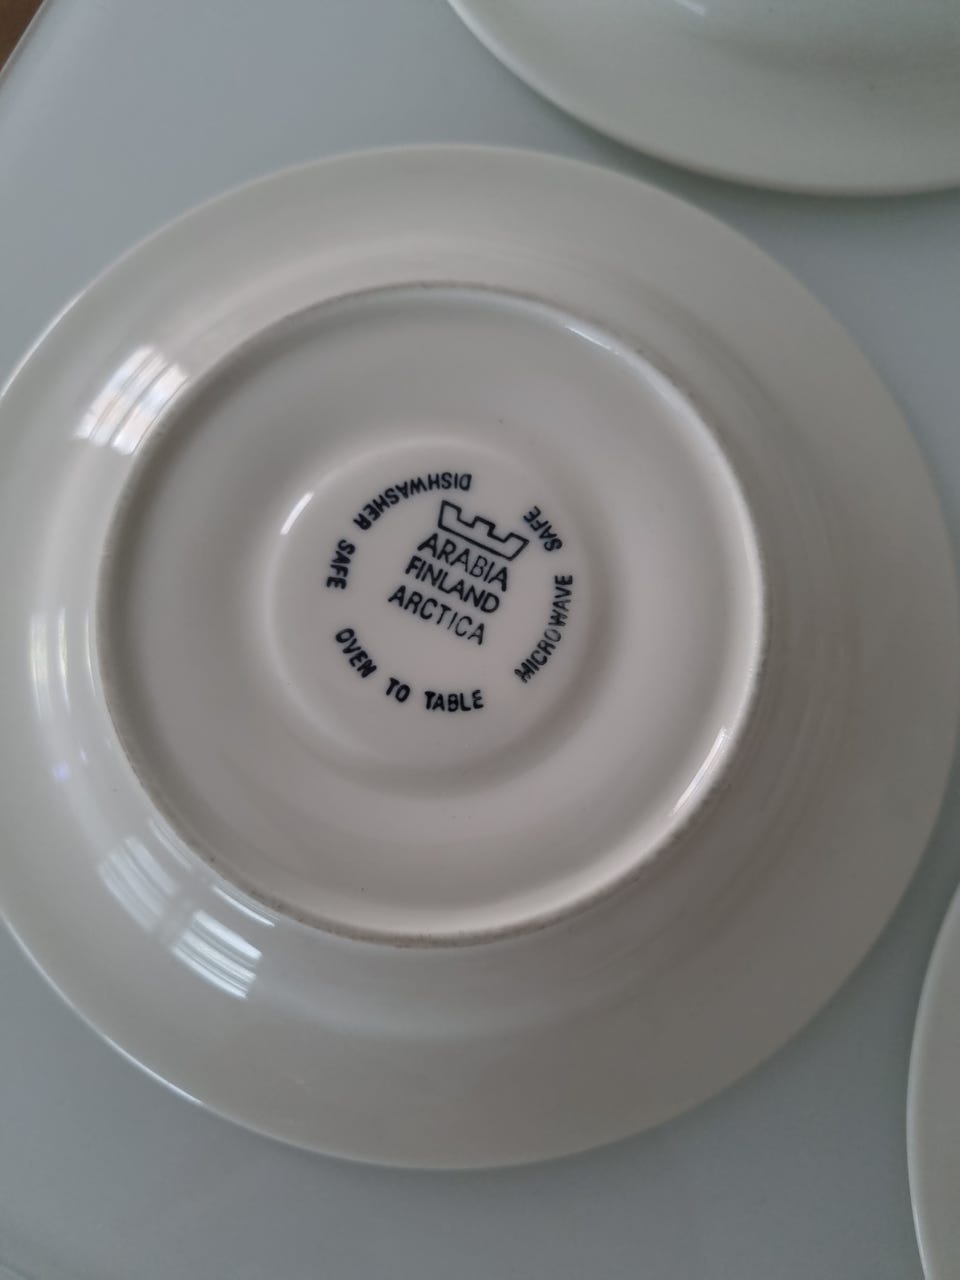 ARABIA
FINLAND
ARCTICA
DISHWASHER SAFE
OVEN TO TABLE
MICROWAVE SAFE